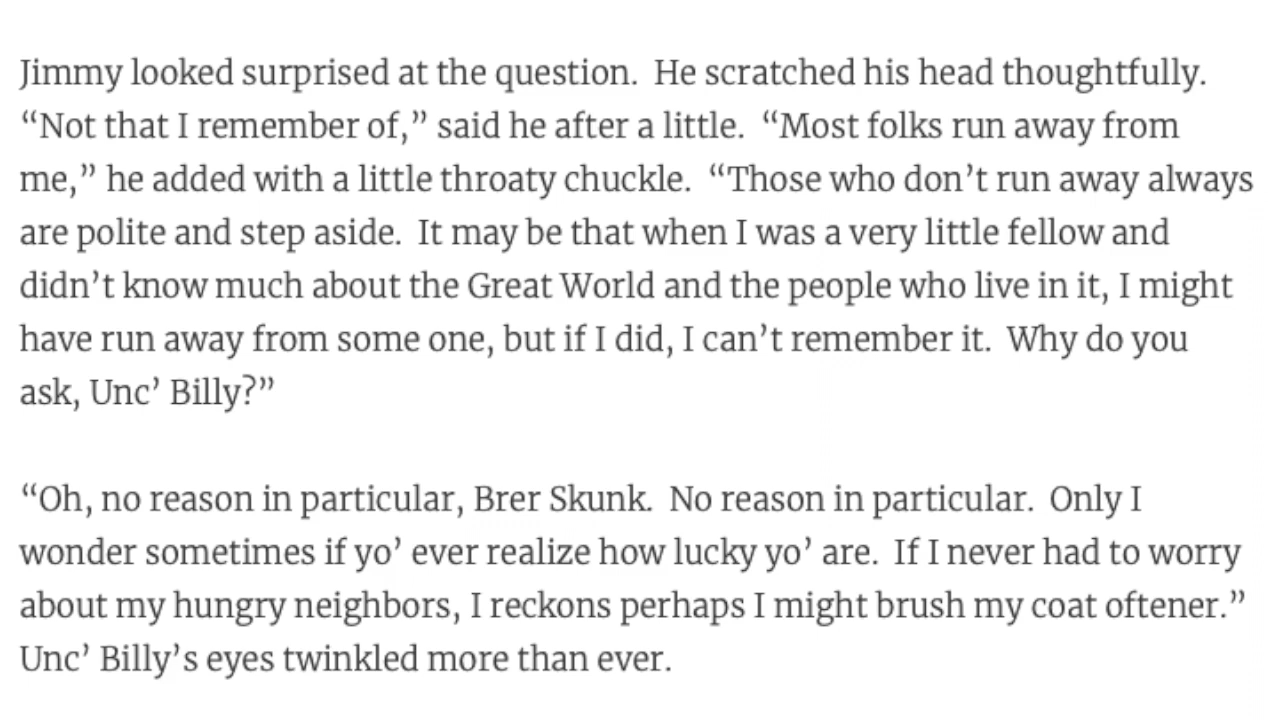 Jimmy looked surprised at the question.  He scratched his head thoughtfully.
“Not that I remember of,” said he after a little.  “Most folks run away from
me,” he added with a little throaty chuckle.  “Those who don’t run away always
are polite and step aside.  It may be that when I was a very little fellow and
didn’t know much about the Great World and the people who live in it, I might
have run away from some one, but if I did, I can’t remember it.  Why do you
ask, Unc’ Billy?”
“Oh, no reason in particular, Brer Skunk.  No reason in particular.  Only I
wonder sometimes if yo’ ever realize how lucky yo’ are.  If I never had to worry
about my hungry neighbors, I reckons perhaps I might brush my coat oftener.”
Unc’ Billy’s eyes twinkled more than ever.